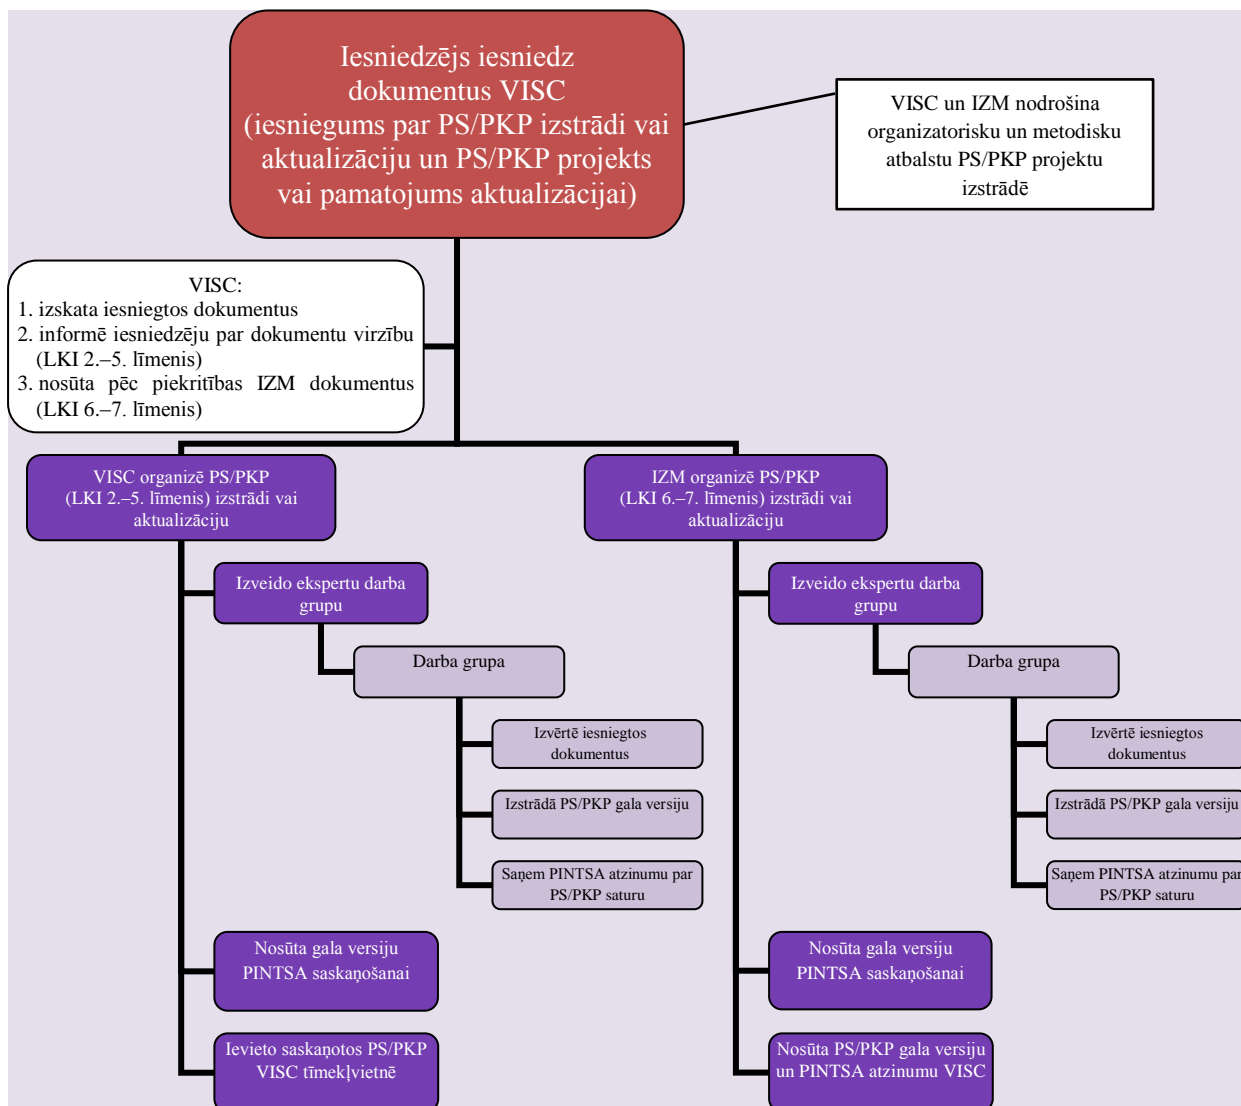 Iesniedzējs iesniedz
dokumentus VISC
(iesniegums par PS/PKP izstrādi vai
aktualizāciju un PS/PKP projekts
vai pamatojums aktualizācijai)
VISC un IZM nodrošina
organizatorisku un metodisku
atbalstu PS/PKP projektu
izstrādē
VISC:
1. izskata iesniegtos dokumentus
2. informē iesniedzēju par dokumentu virzību
(LKI 2.–5. līmenis)
3. nosūta pēc piekritības IZM dokumentus
(LKI 6.–7. līmenis)
VISC organizē PS/PKP
(LKI 2.–5. līmenis) izstrādi vai
aktualizāciju
Izveido ekspertu darba
grupu
Darba grupa
Izvērtē iesniegtos
dokumentus
Izstrādā PS/PKP gala versiju
Saņem PINTSA atzinumu par
PS/PKP saturu
Nosūta gala versiju
PINTSA saskaņošanai
Ievieto saskaņotos PS/PKP
VISC tīmekļvietnē
IZM organizē PS/PKP
(LKI 6.–7. līmenis) izstrādi vai
aktualizāciju
Izveido ekspertu darba
grupu
Darba grupa
Izvērtē iesniegtos
dokumentus
Izstrādā PS/PKP gala versiju
Saņem PINTSA atzinumu par
PS/PKP saturu
Nosūta gala versiju
PINTSA saskaņošanai
Nosūta PS/PKP gala versiju
un PINTSA atzinumu VISC